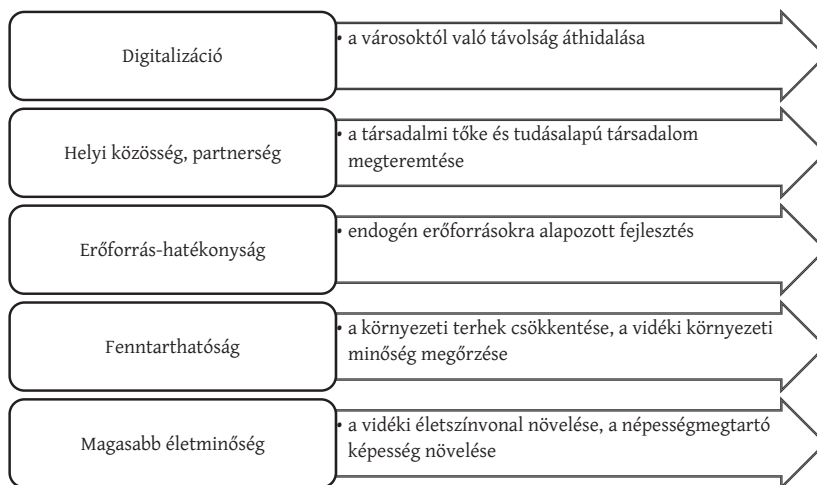 Digitalizáció
• a városoktól való távolság áthidalása
Helyi közösség, partnerség
• a társadalmi tőke és tudásalapú társadalom
megteremtése
Erőforrás-hatékonyság
• endogén erőforrásokra alapozott fejlesztés
Fenntarthatóság
• a környezeti terhek csökkentése, a vidéki környezeti
minőség megőrzése
Magasabb életminőség
• a vidéki életszínvonal növelése, a népességmegtartó
képesség növelése